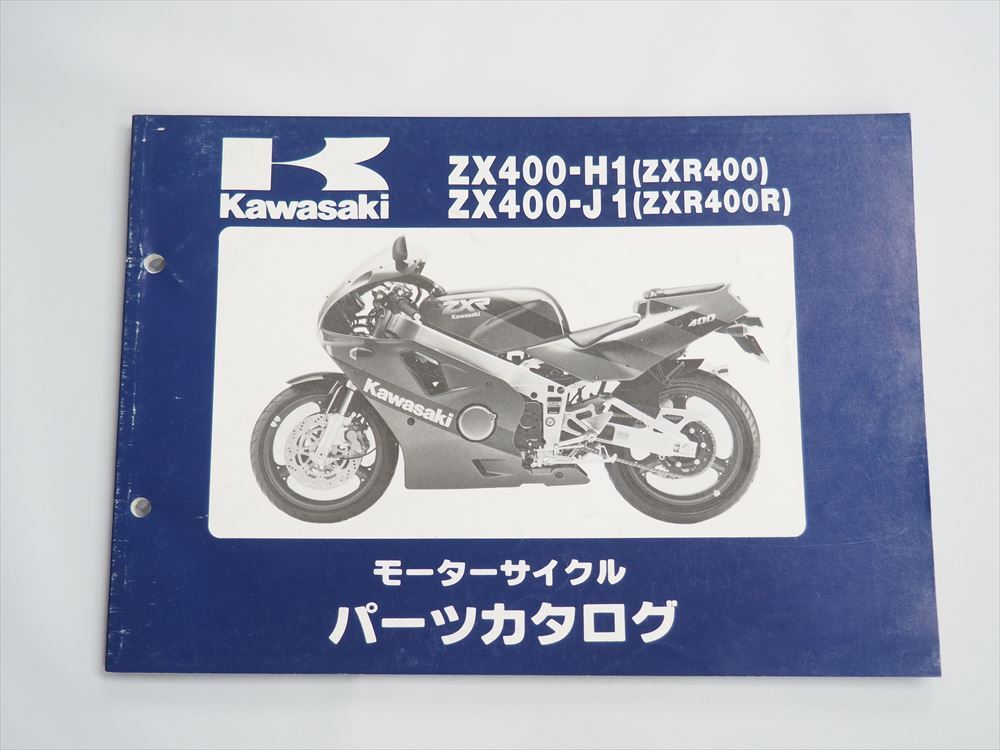 Kawasaki
ZX400-H1(ZXR400)
ZX400-J1(ZXR400R)
ZXR
Kawasaki
400
Kawasaki
モーターサイクル
パーツカタログ